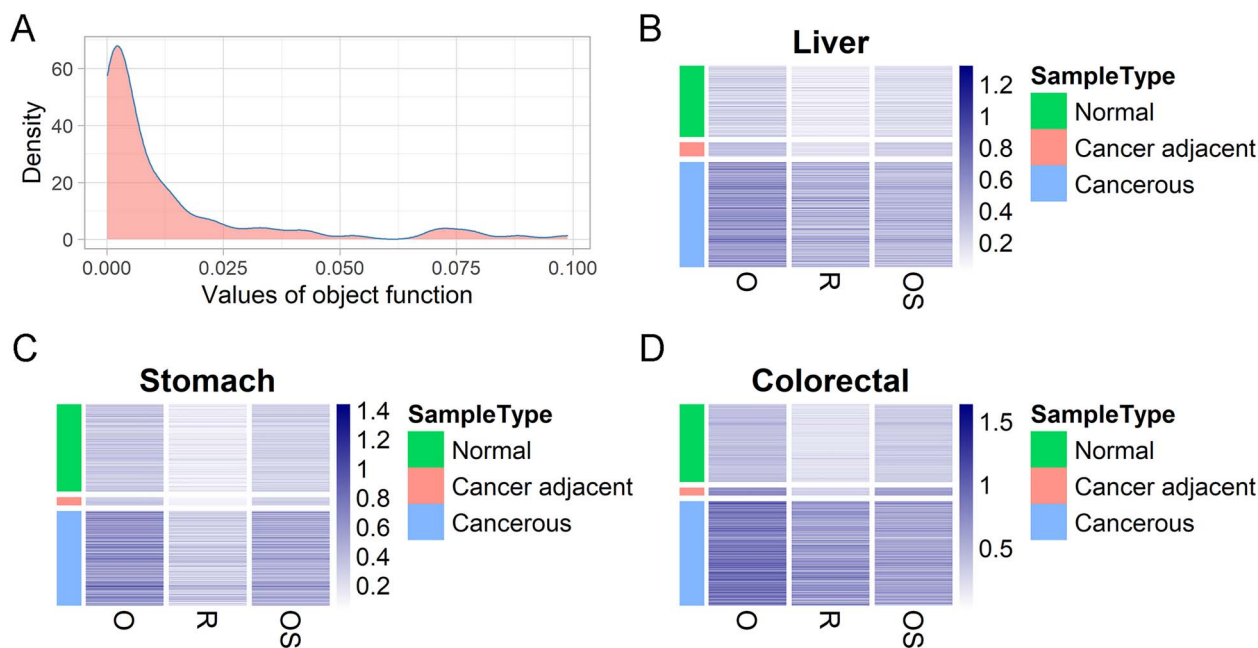 A
60
40
20
0
Density
0.000 0.025 0.050 0.075 0.100
Values of object function
B
Liver
O R OS
1.2
1
0.8
0.6
0.4
0.2
SampleType
Normal
Cancer adjacent
Cancerous
C
Stomach
O R OS
1.4
1.2
1
0.8
0.6
0.4
0.2
SampleType
Normal
Cancer adjacent
Cancerous
D
Colorectal
O R OS
1.5
1
0.5
SampleType
Normal
Cancer adjacent
Cancerous